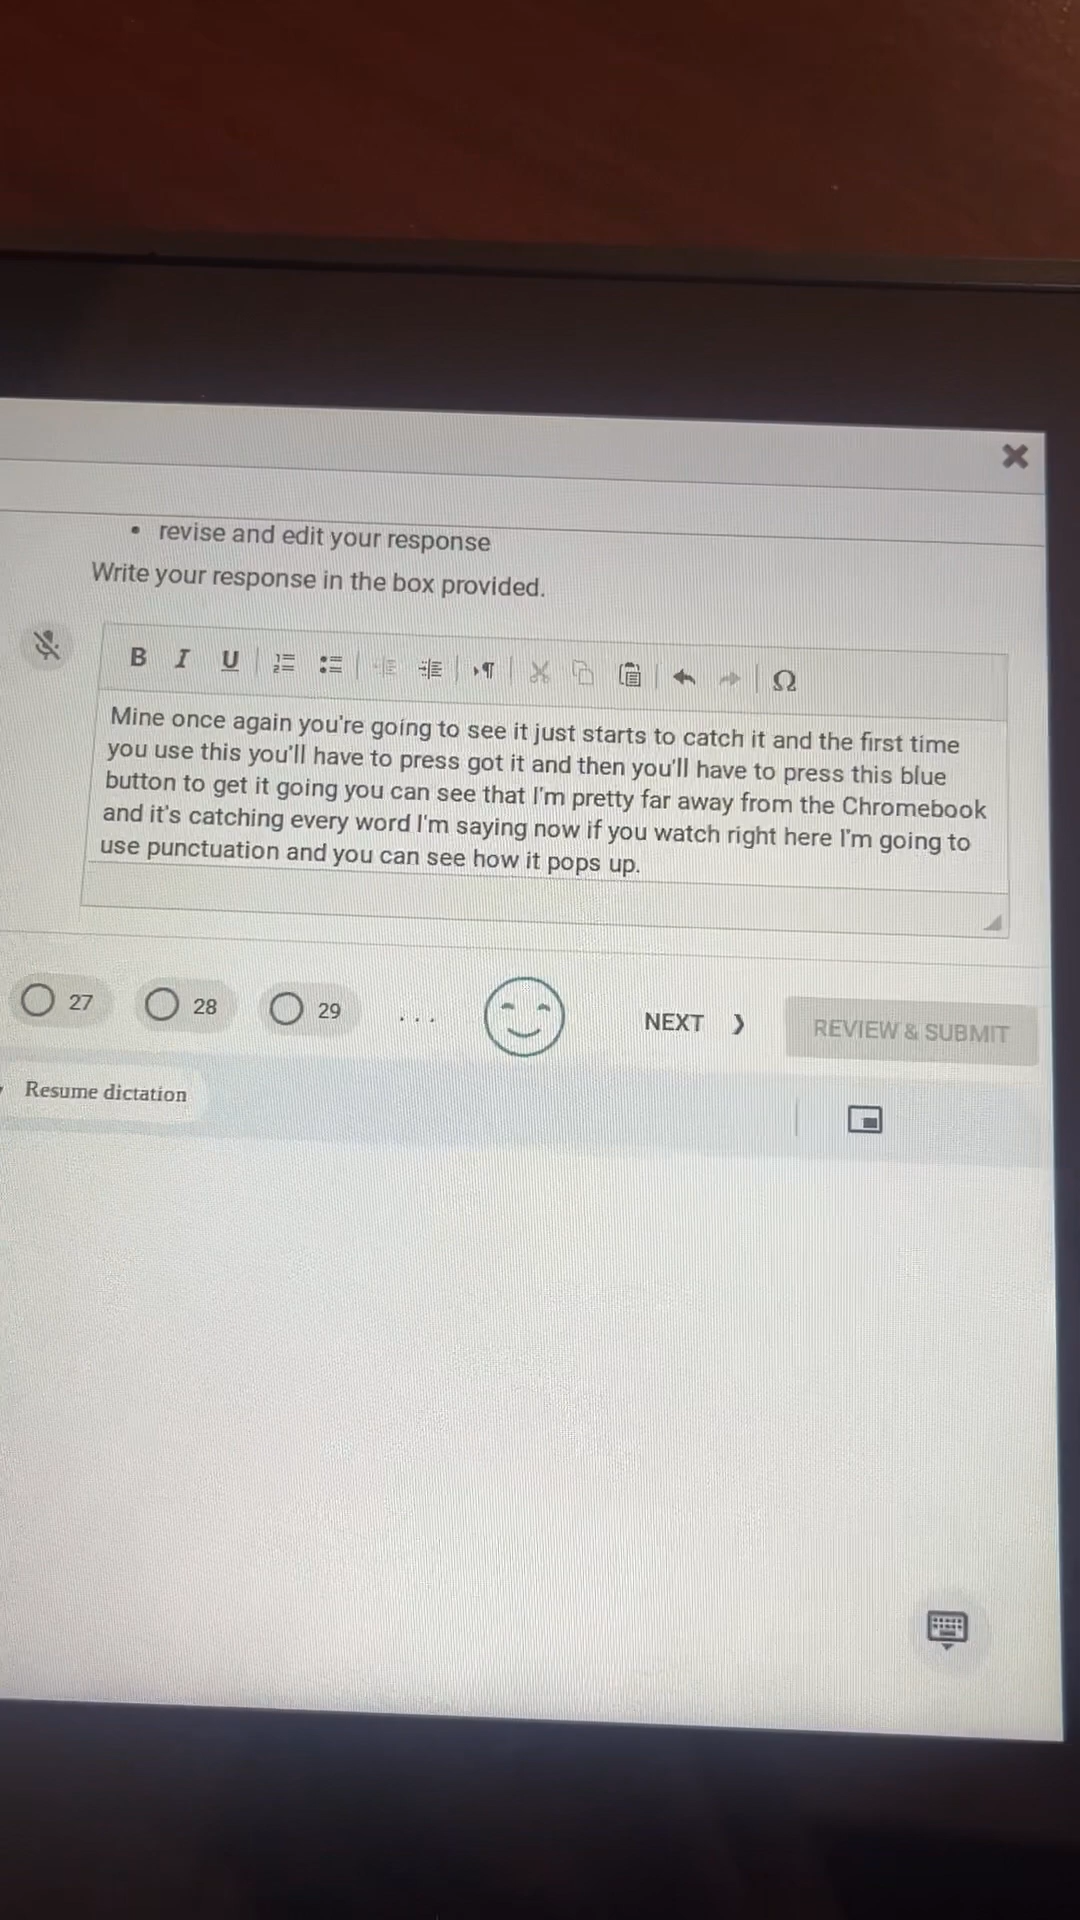 • revise and edit your response
Write your response in the box provided.
B I U Ω
Mine once again you're going to see it just starts to catch it and the first time
you use this you'll have to press got it and then you'll have to press this blue
button to get it going you can see that I'm pretty far away from the Chromebook
and it's catching every word I'm saying now if you watch right here I'm going to
use punctuation and you can see how it pops up.
27 28 29 ... NEXT REVIEW & SUBMIT
Resume dictation